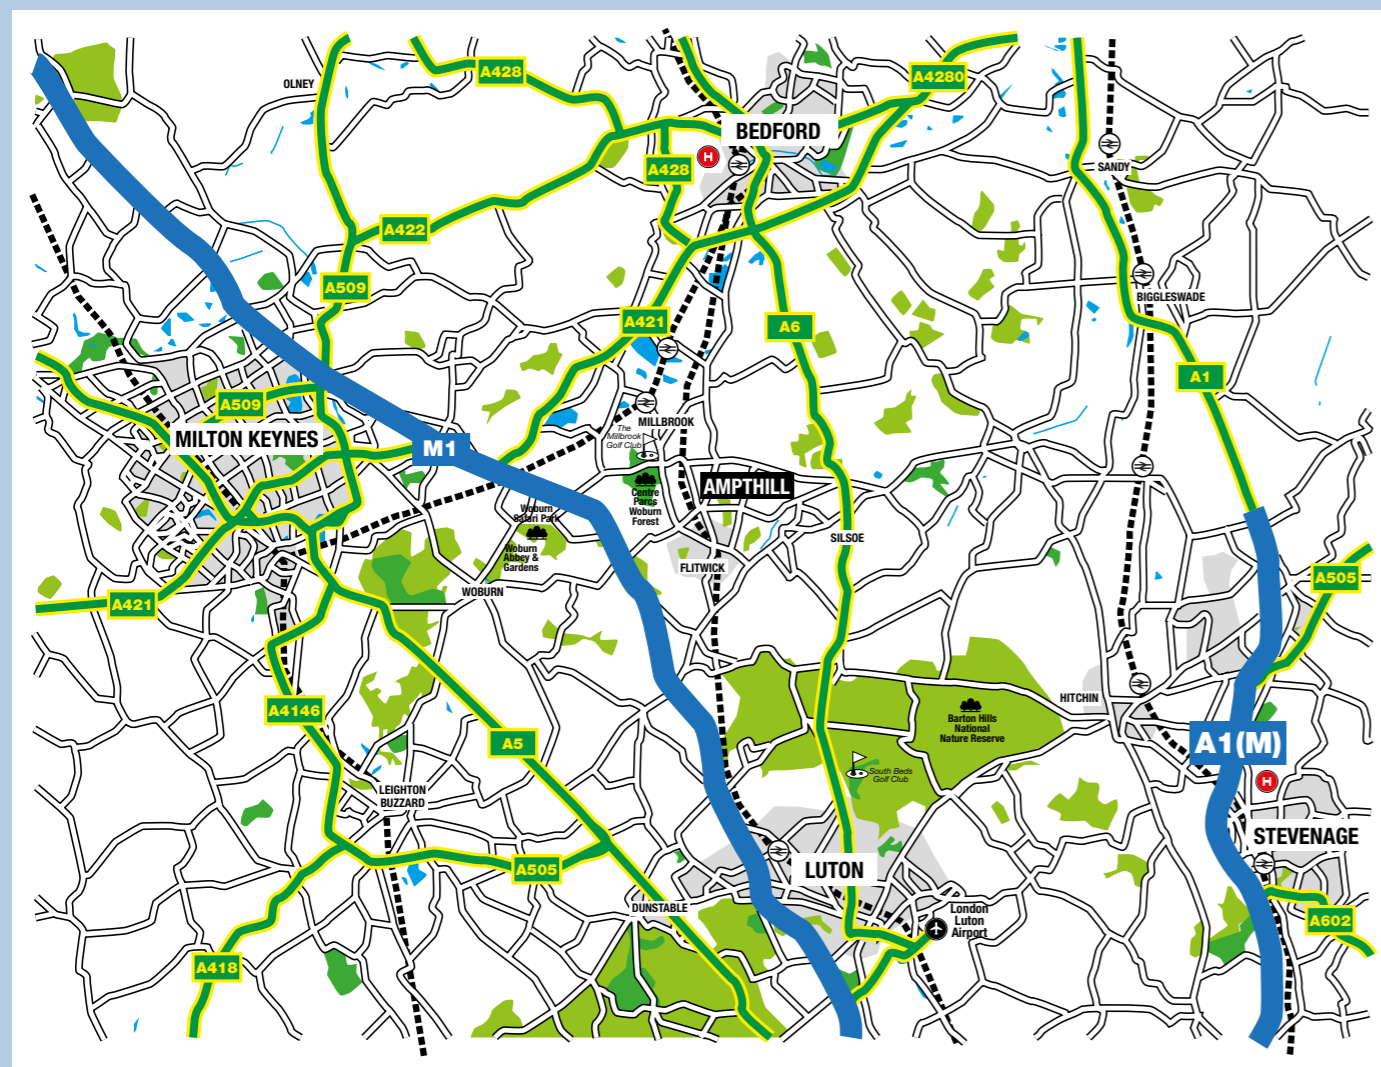 OLNEY
A428
A4280
BEDFORD
H
A428
SANDY
A422
A509
BIGGLESWADE
A421
A6
A1
A509
MILTON KEYNES
M1
MILLBROOK
The
Millbrook
Golf Club
AMPTHILL
Centre
Parcs
Woburn
Forest
Woburn
Safari Park
Woburn
Abbey &
Gardens
SILSOE
FLITWICK
WOBURN
A421
A505
HITCHIN
A4146
A5
Barton Hills
National
Nature Reserve
A1(M)
South Beds
Golf Club
H
LEIGHTON
BUZZARD
STEVENAGE
A505
LUTON
DUNSTABLE
London
Luton
Airport
A602
A418